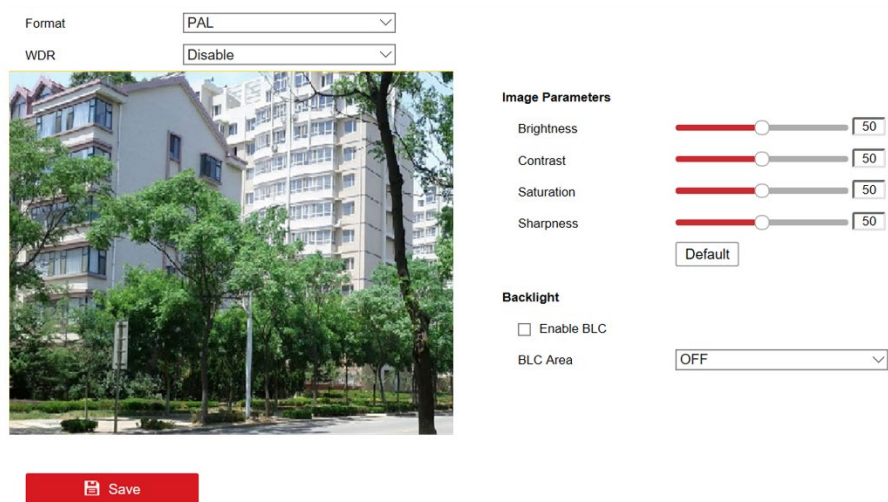 Format PAL
WDR Disable
Image Parameters
Brightness 50
Contrast 50
Saturation 50
Sharpness 50
Default
Backlight
Enable BLC
BLC Area OFF
Save